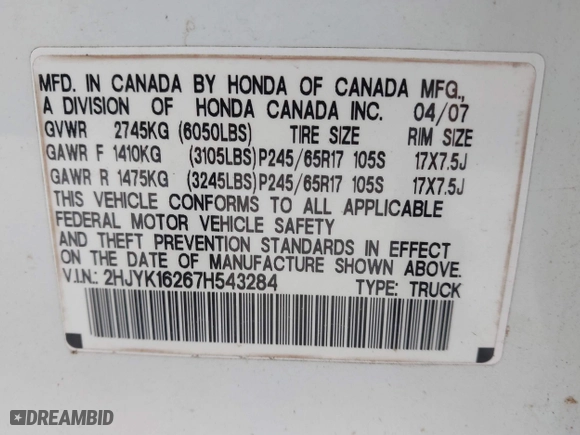 MFD. IN CANADA BY HONDA OF CANADA MFG.,
A DIVISION OF HONDA CANADA INC. 04/07
GVWR 2745KG (6050LBS) TIRE SIZE RIM SIZE
GAWR F 1410KG (3105LBS) P245/65R17 105S 17X7.5J
GAWR R 1475KG (3245LBS) P245/65R17 105S 17X7.5J
THIS VEHICLE CONFORMS TO ALL APPLICABLE
FEDERAL MOTOR VEHICLE SAFETY
AND THEFT PREVENTION STANDARDS IN EFFECT
ON THE DATE OF MANUFACTURE SHOWN ABOVE.
V.I.N.: 2HJYK16267H543284 TYPE: TRUCK
DREAMBID